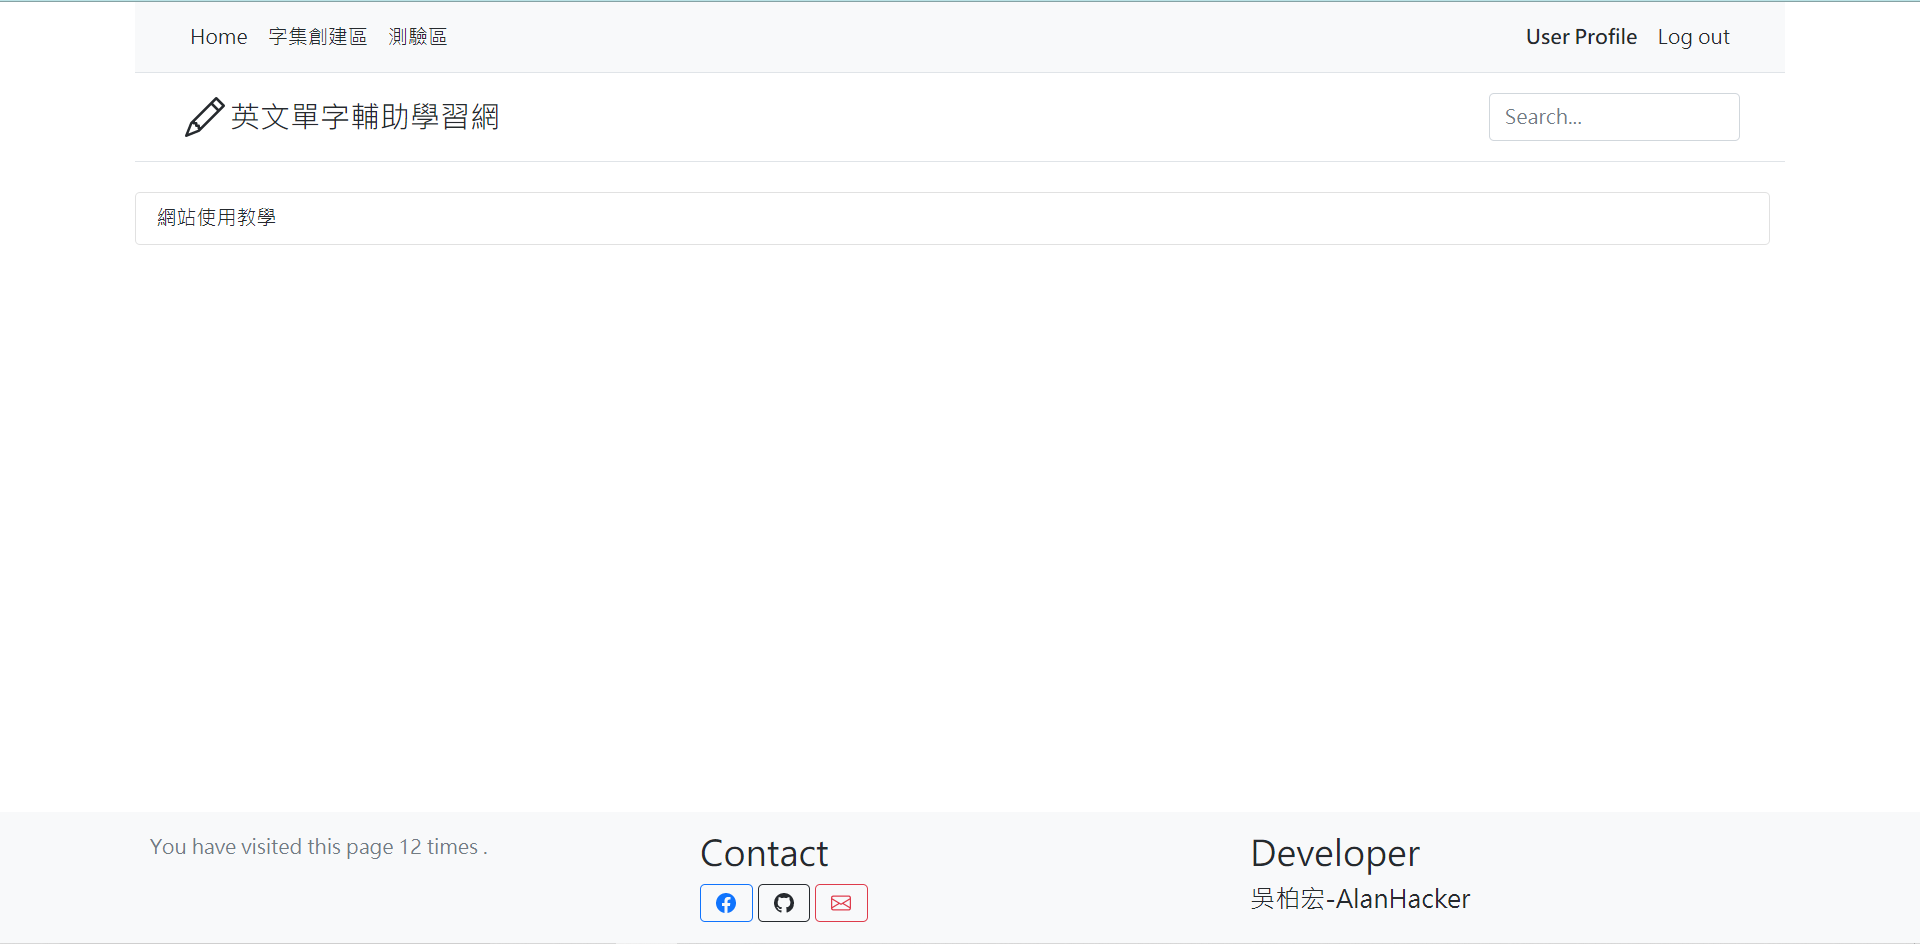 Home 字集創建區 測驗區 User Profile Log out
英文單字輔助學習網 Search...
網站使用教學
You have visited this page 12 times .
Contact
Developer
吳柏宏-AlanHacker